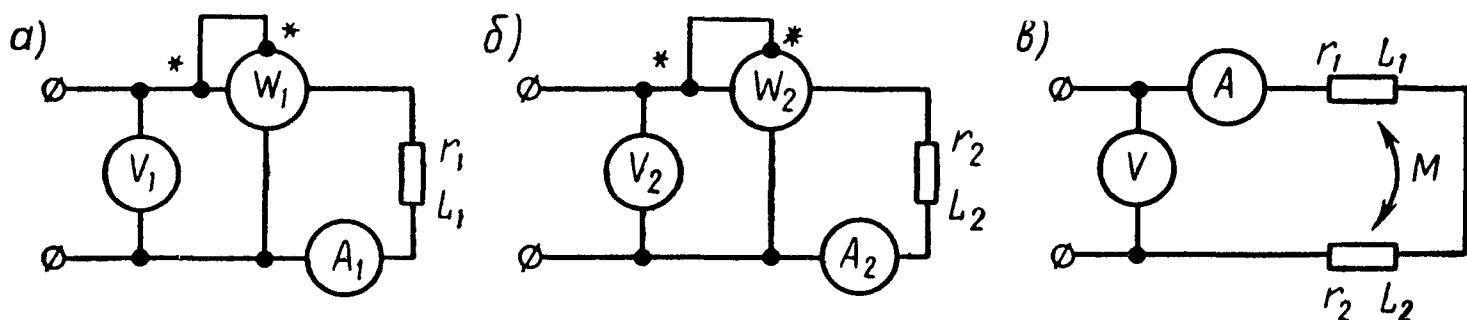 а)
* *
W₁
V₁
r₁
L₁
A₁
б)
* *
W₂
V₂
r₂
L₂
A₂
в)
A
r₁ L₁
V
M
r₂ L₂